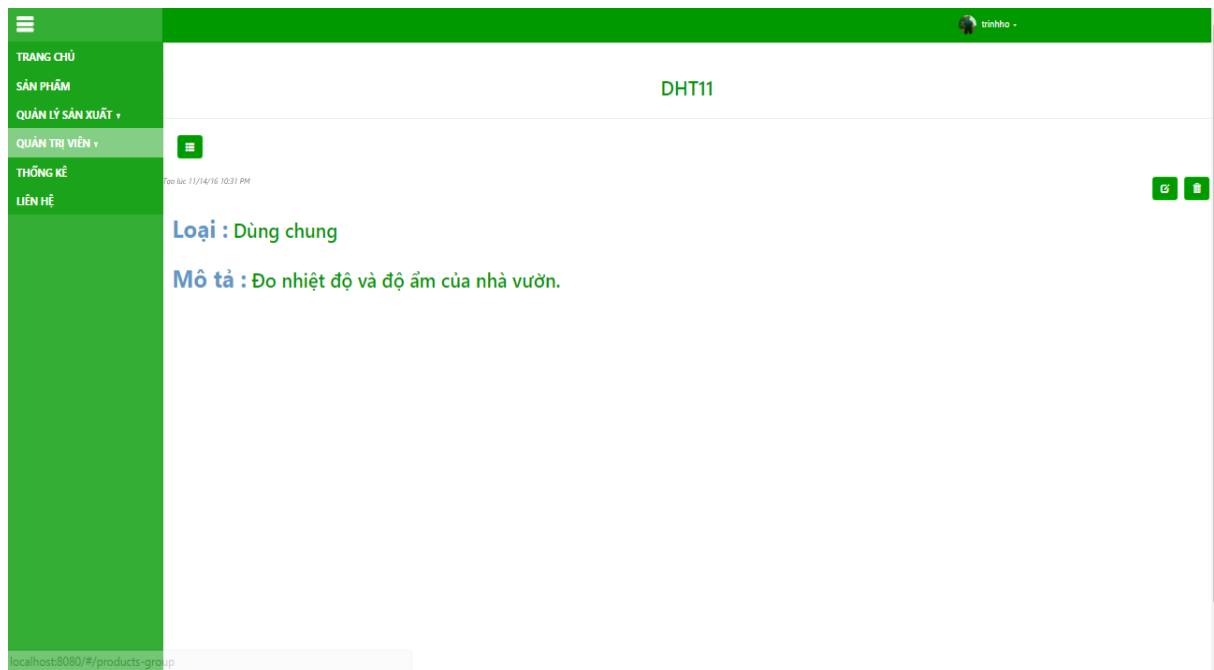 trinhho
TRANG CHỦ
SẢN PHẨM
QUẢN LÝ SẢN XUẤT
QUẢN TRỊ VIÊN
THỐNG KÊ
LIÊN HỆ
DHT11
Tạo lúc 11/14/16 10:31 PM
Loại : Dùng chung
Mô tả : Đo nhiệt độ và độ ẩm của nhà vườn.
localhost:8080/#/products-group